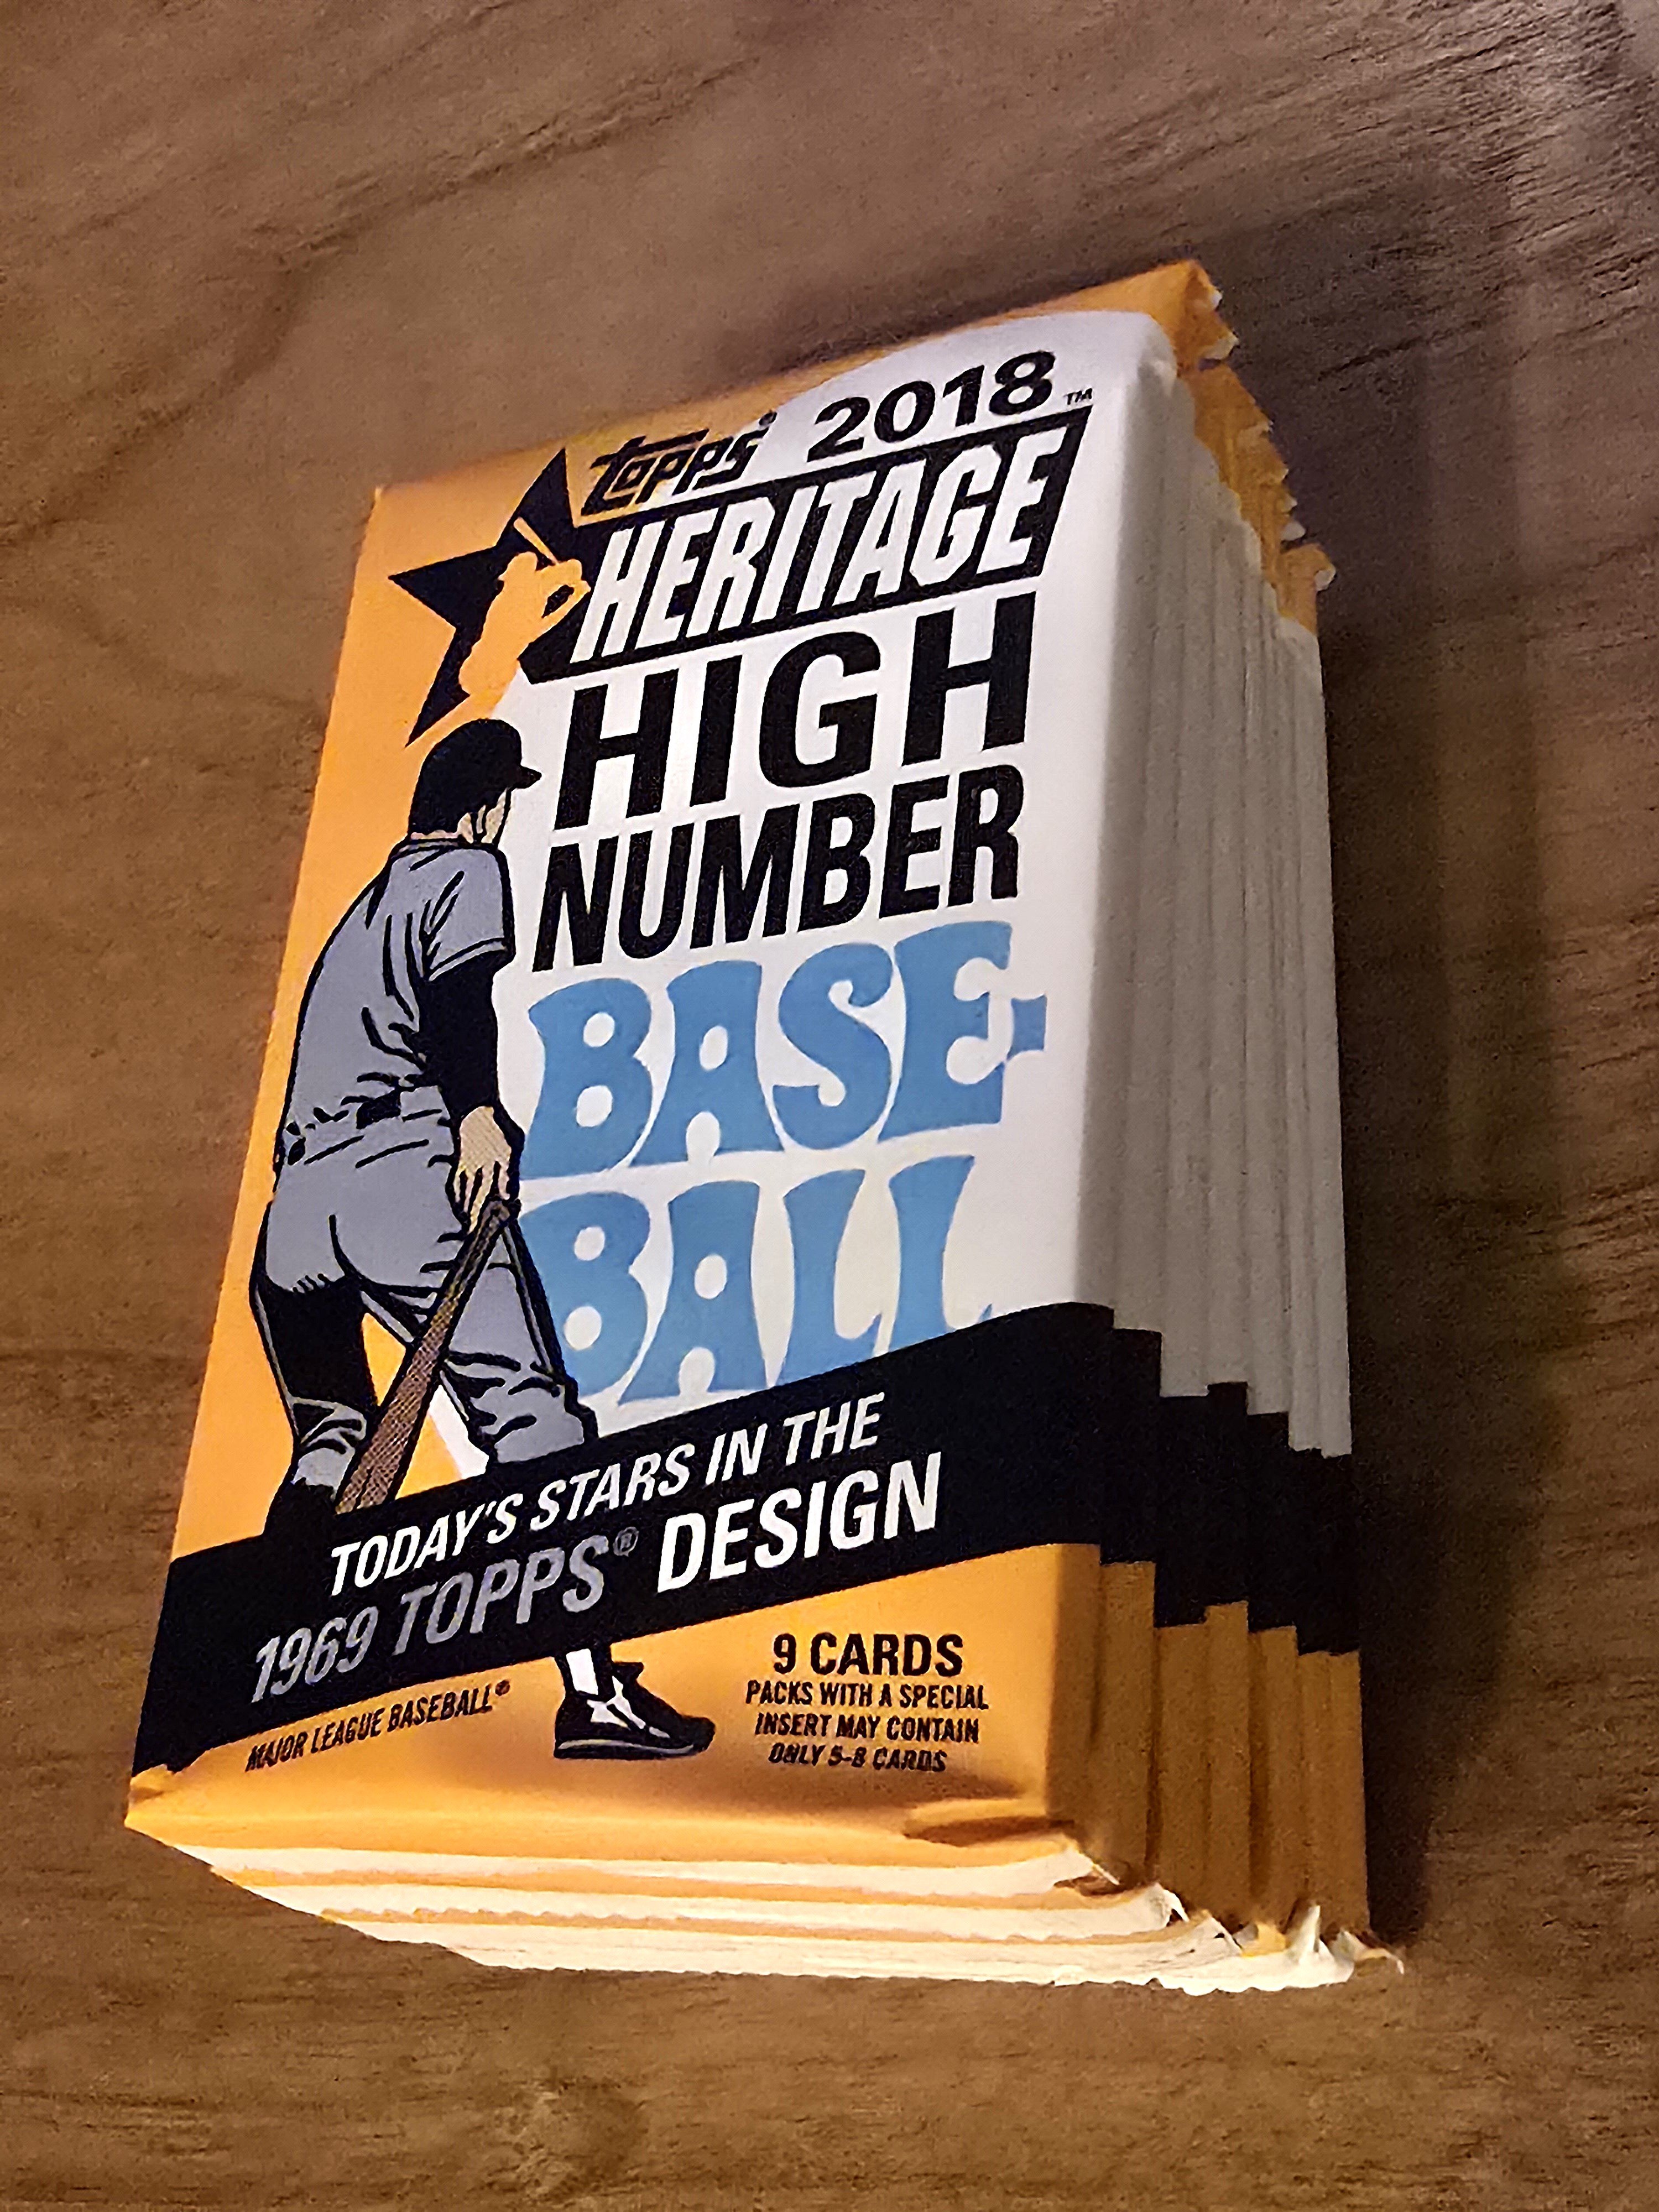 Topps 2018™
HERITAGE
HIGH
NUMBER
BASE-
BALL
TODAY'S STARS IN THE
1969 TOPPS® DESIGN
MAJOR LEAGUE BASEBALL®
9 CARDS
PACKS WITH A SPECIAL
INSERT MAY CONTAIN
ONLY 5-8 CARDS